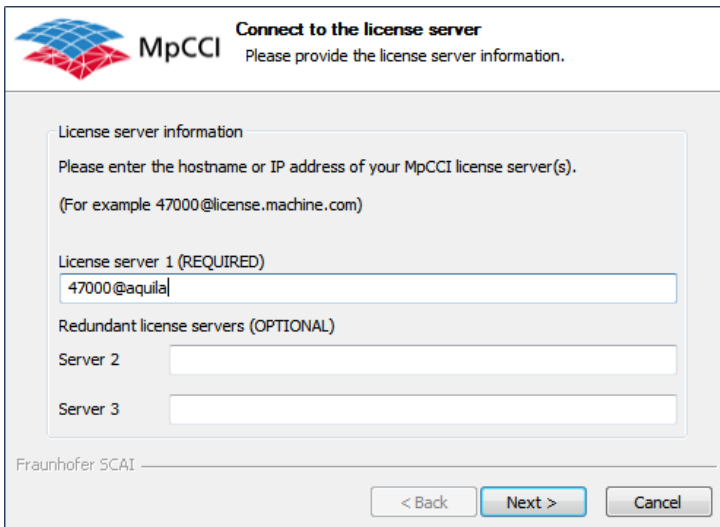 Connect to the license server
MpCCI
Please provide the license server information.
License server information
Please enter the hostname or IP address of your MpCCI license server(s).
(For example 47000@license.machine.com)
License server 1 (REQUIRED)
47000@aquila
Redundant license servers (OPTIONAL)
Server 2
Server 3
Fraunhofer SCAI
< Back Next > Cancel